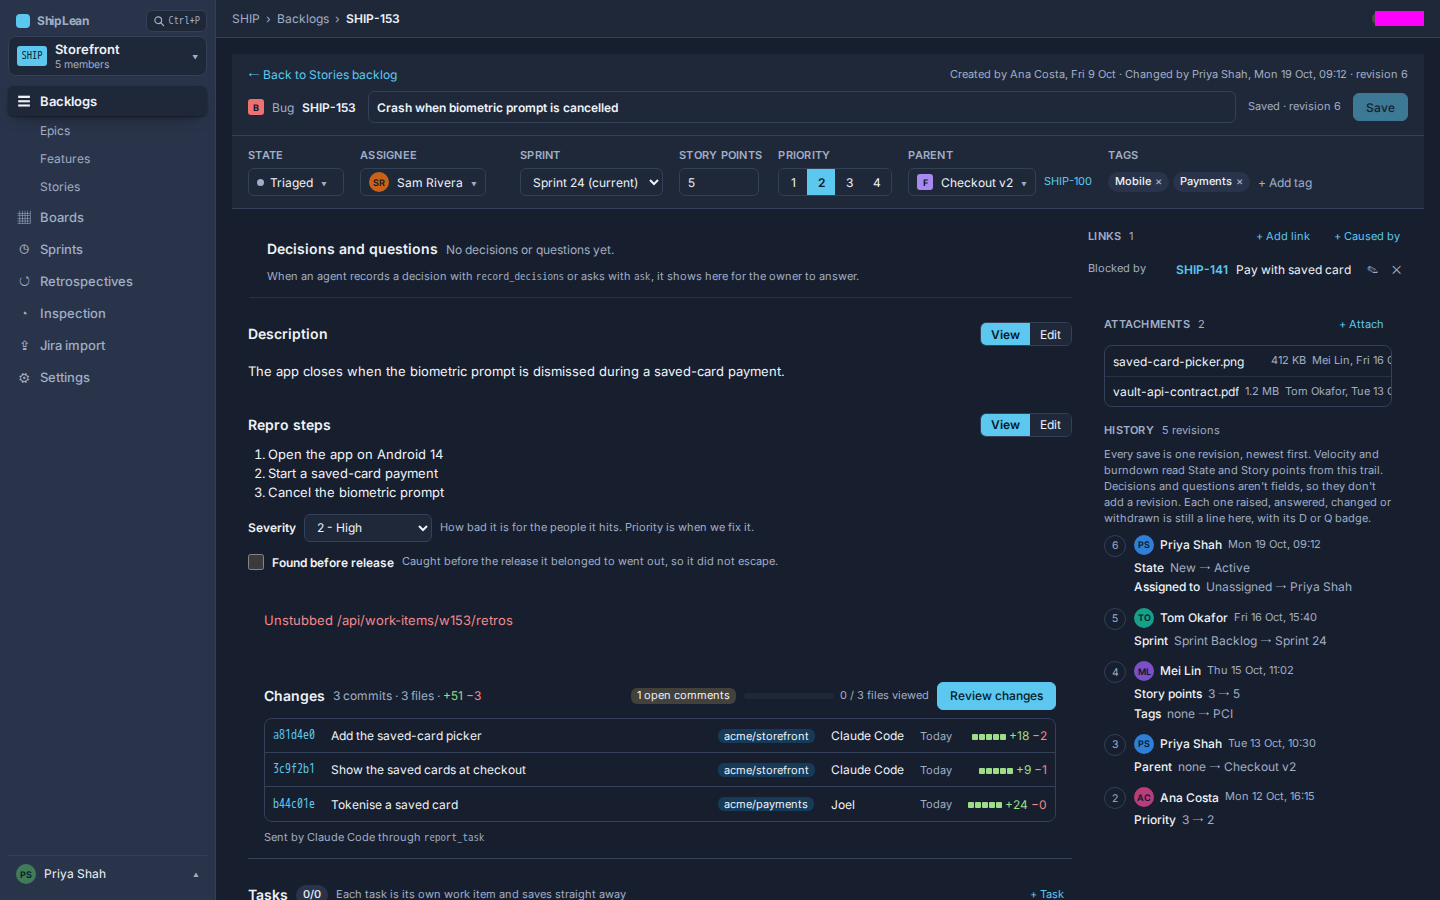 ShipLean
Ctrl+P
SHIP
Storefront
5 members
Backlogs
Epics
Features
Stories
Boards
Sprints
Retrospectives
Inspection
Jira import
Settings
PS Priya Shah
SHIP › Backlogs › SHIP-153
← Back to Stories backlog
Created by Ana Costa, Fri 9 Oct · Changed by Priya Shah, Mon 19 Oct, 09:12 · revision 6
B Bug SHIP-153 Crash when biometric prompt is cancelled
Saved · revision 6 Save
STATE ASSIGNEE SPRINT STORY POINTS PRIORITY PARENT TAGS
Triaged SR Sam Rivera Sprint 24 (current) 5 1 2 3 4 F Checkout v2 SHIP-100 Mobile × Payments × + Add tag
Decisions and questions No decisions or questions yet.
When an agent records a decision with record_decisions or asks with ask, it shows here for the owner to answer.
Description View Edit
The app closes when the biometric prompt is dismissed during a saved-card payment.
Repro steps View Edit
1. Open the app on Android 14
2. Start a saved-card payment
3. Cancel the biometric prompt
Severity 2 - High How bad it is for the people it hits. Priority is when we fix it.
Found before release Caught before the release it belonged to went out, so it did not escape.
Unstubbed /api/work-items/w153/retros
Changes 3 commits · 3 files · +51 −3 1 open comments 0 / 3 files viewed Review changes
a81d4e0 Add the saved-card picker acme/storefront Claude Code Today +18 −2
3c9f2b1 Show the saved cards at checkout acme/storefront Claude Code Today +9 −1
b44c01e Tokenise a saved card acme/payments Joel Today +24 −0
Sent by Claude Code through report_task
Tasks 0/0 Each task is its own work item and saves straight away + Task
LINKS 1 + Add link + Caused by
Blocked by SHIP-141 Pay with saved card
ATTACHMENTS 2 + Attach
saved-card-picker.png 412 KB Mei Lin, Fri 16
vault-api-contract.pdf 1.2 MB Tom Okafor, Tue 13
HISTORY 5 revisions
Every save is one revision, newest first. Velocity and
burndown read State and Story points from this trail.
Decisions and questions aren't fields, so they don't
add a revision. Each one raised, answered, changed or
withdrawn is still a line here, with its D or Q badge.
6 PS Priya Shah Mon 19 Oct, 09:12
State New → Active
Assigned to Unassigned → Priya Shah
5 TO Tom Okafor Fri 16 Oct, 15:40
Sprint Sprint Backlog → Sprint 24
4 ML Mei Lin Thu 15 Oct, 11:02
Story points 3 → 5
Tags none → PCI
3 PS Priya Shah Tue 13 Oct, 10:30
Parent none → Checkout v2
2 AC Ana Costa Mon 12 Oct, 16:15
Priority 3 → 2